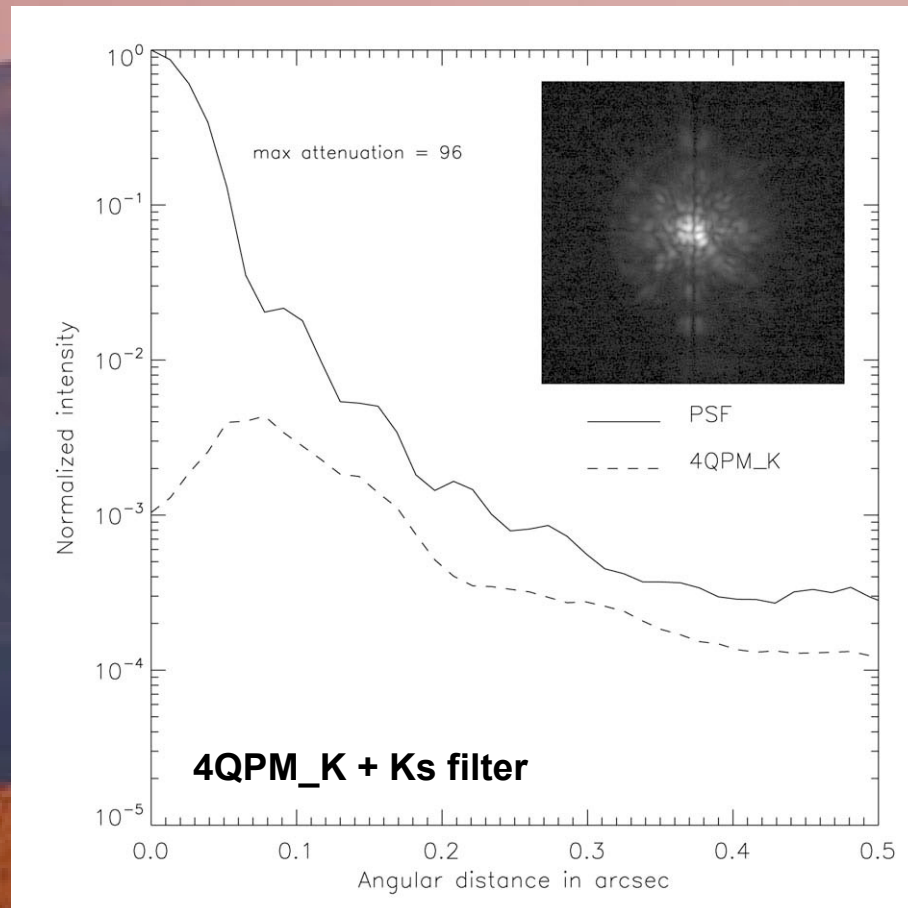 10⁰
10⁻¹
10⁻²
10⁻³
10⁻⁴
10⁻⁵
Normalized intensity
max attenuation = 96
PSF
4QPM_K
4QPM_K + Ks filter
0.0 0.1 0.2 0.3 0.4 0.5
Angular distance in arcsec